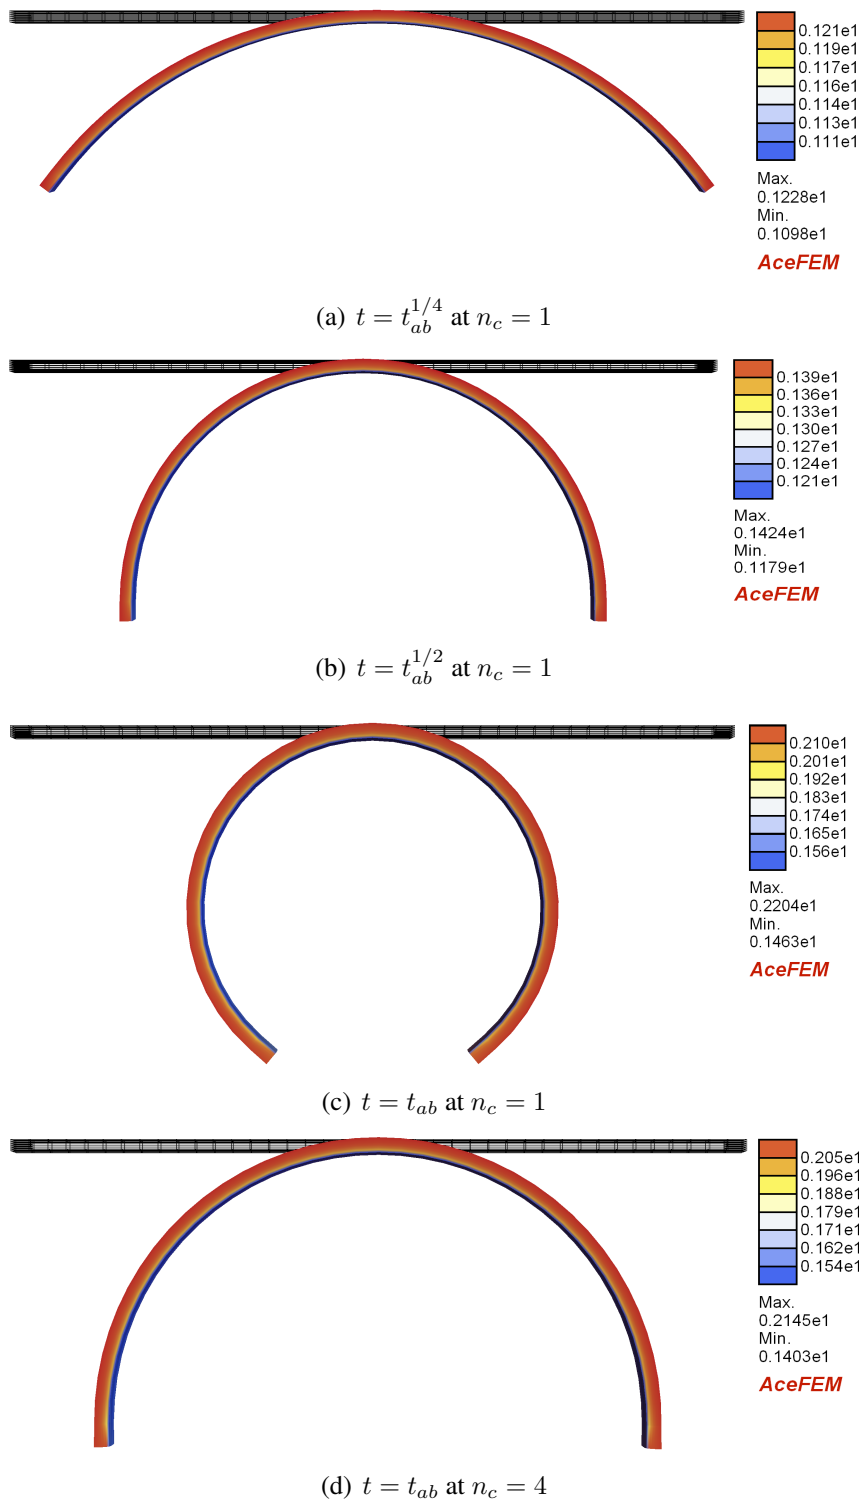 0.121e1
0.119e1
0.117e1
0.116e1
0.114e1
0.113e1
0.111e1
Max.
0.1228e1
Min.
0.1098e1
AceFEM
(a) $t = t_{ab}^{1/4}$ at $n_c = 1$
0.139e1
0.136e1
0.133e1
0.130e1
0.127e1
0.124e1
0.121e1
Max.
0.1424e1
Min.
0.1179e1
AceFEM
(b) $t = t_{ab}^{1/2}$ at $n_c = 1$
0.210e1
0.201e1
0.192e1
0.183e1
0.174e1
0.165e1
0.156e1
Max.
0.2204e1
Min.
0.1463e1
AceFEM
(c) $t = t_{ab}$ at $n_c = 1$
0.205e1
0.196e1
0.188e1
0.179e1
0.171e1
0.162e1
0.154e1
Max.
0.2145e1
Min.
0.1403e1
AceFEM
(d) $t = t_{ab}$ at $n_c = 4$